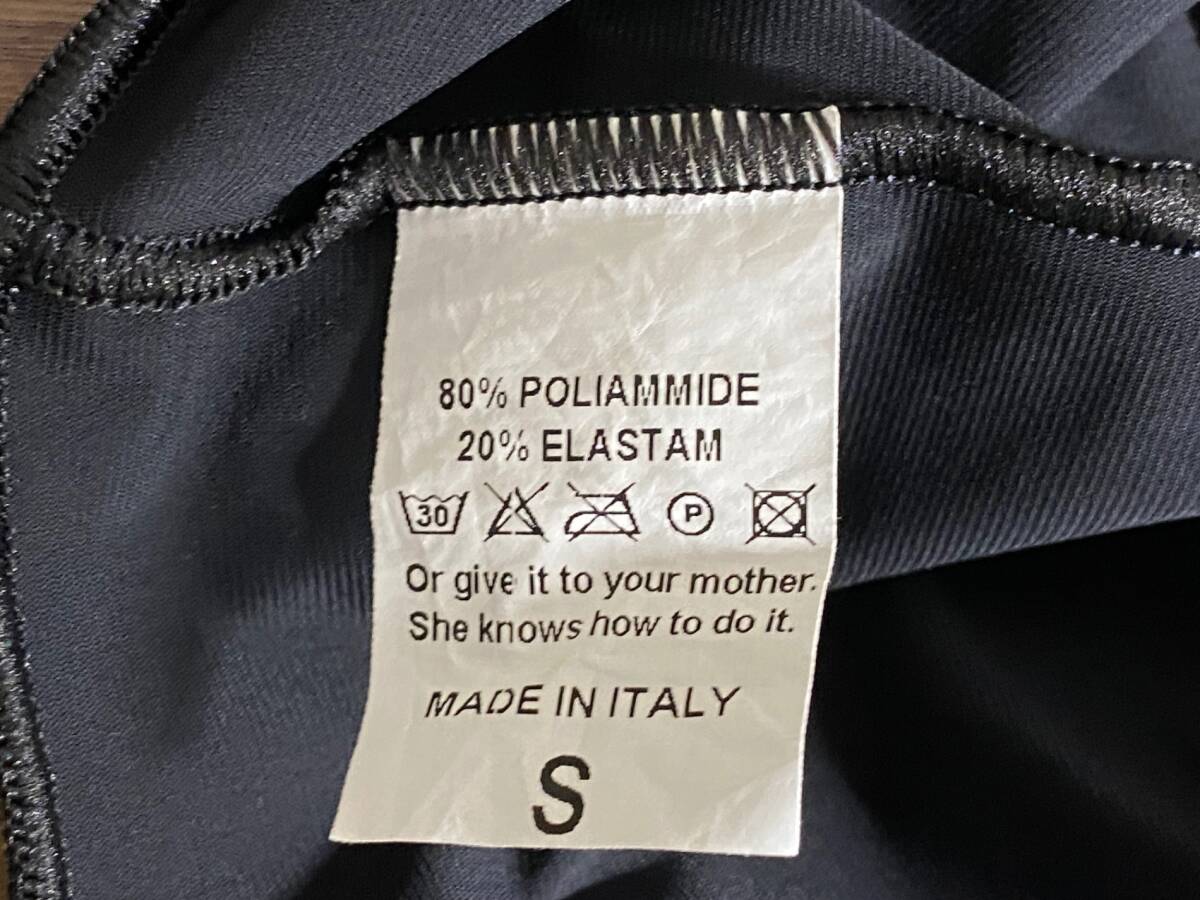 80% POLIAMMIDE
20% ELASTAM
30 P
Or give it to your mother.
She knows how to do it.
MADE IN ITALY
S